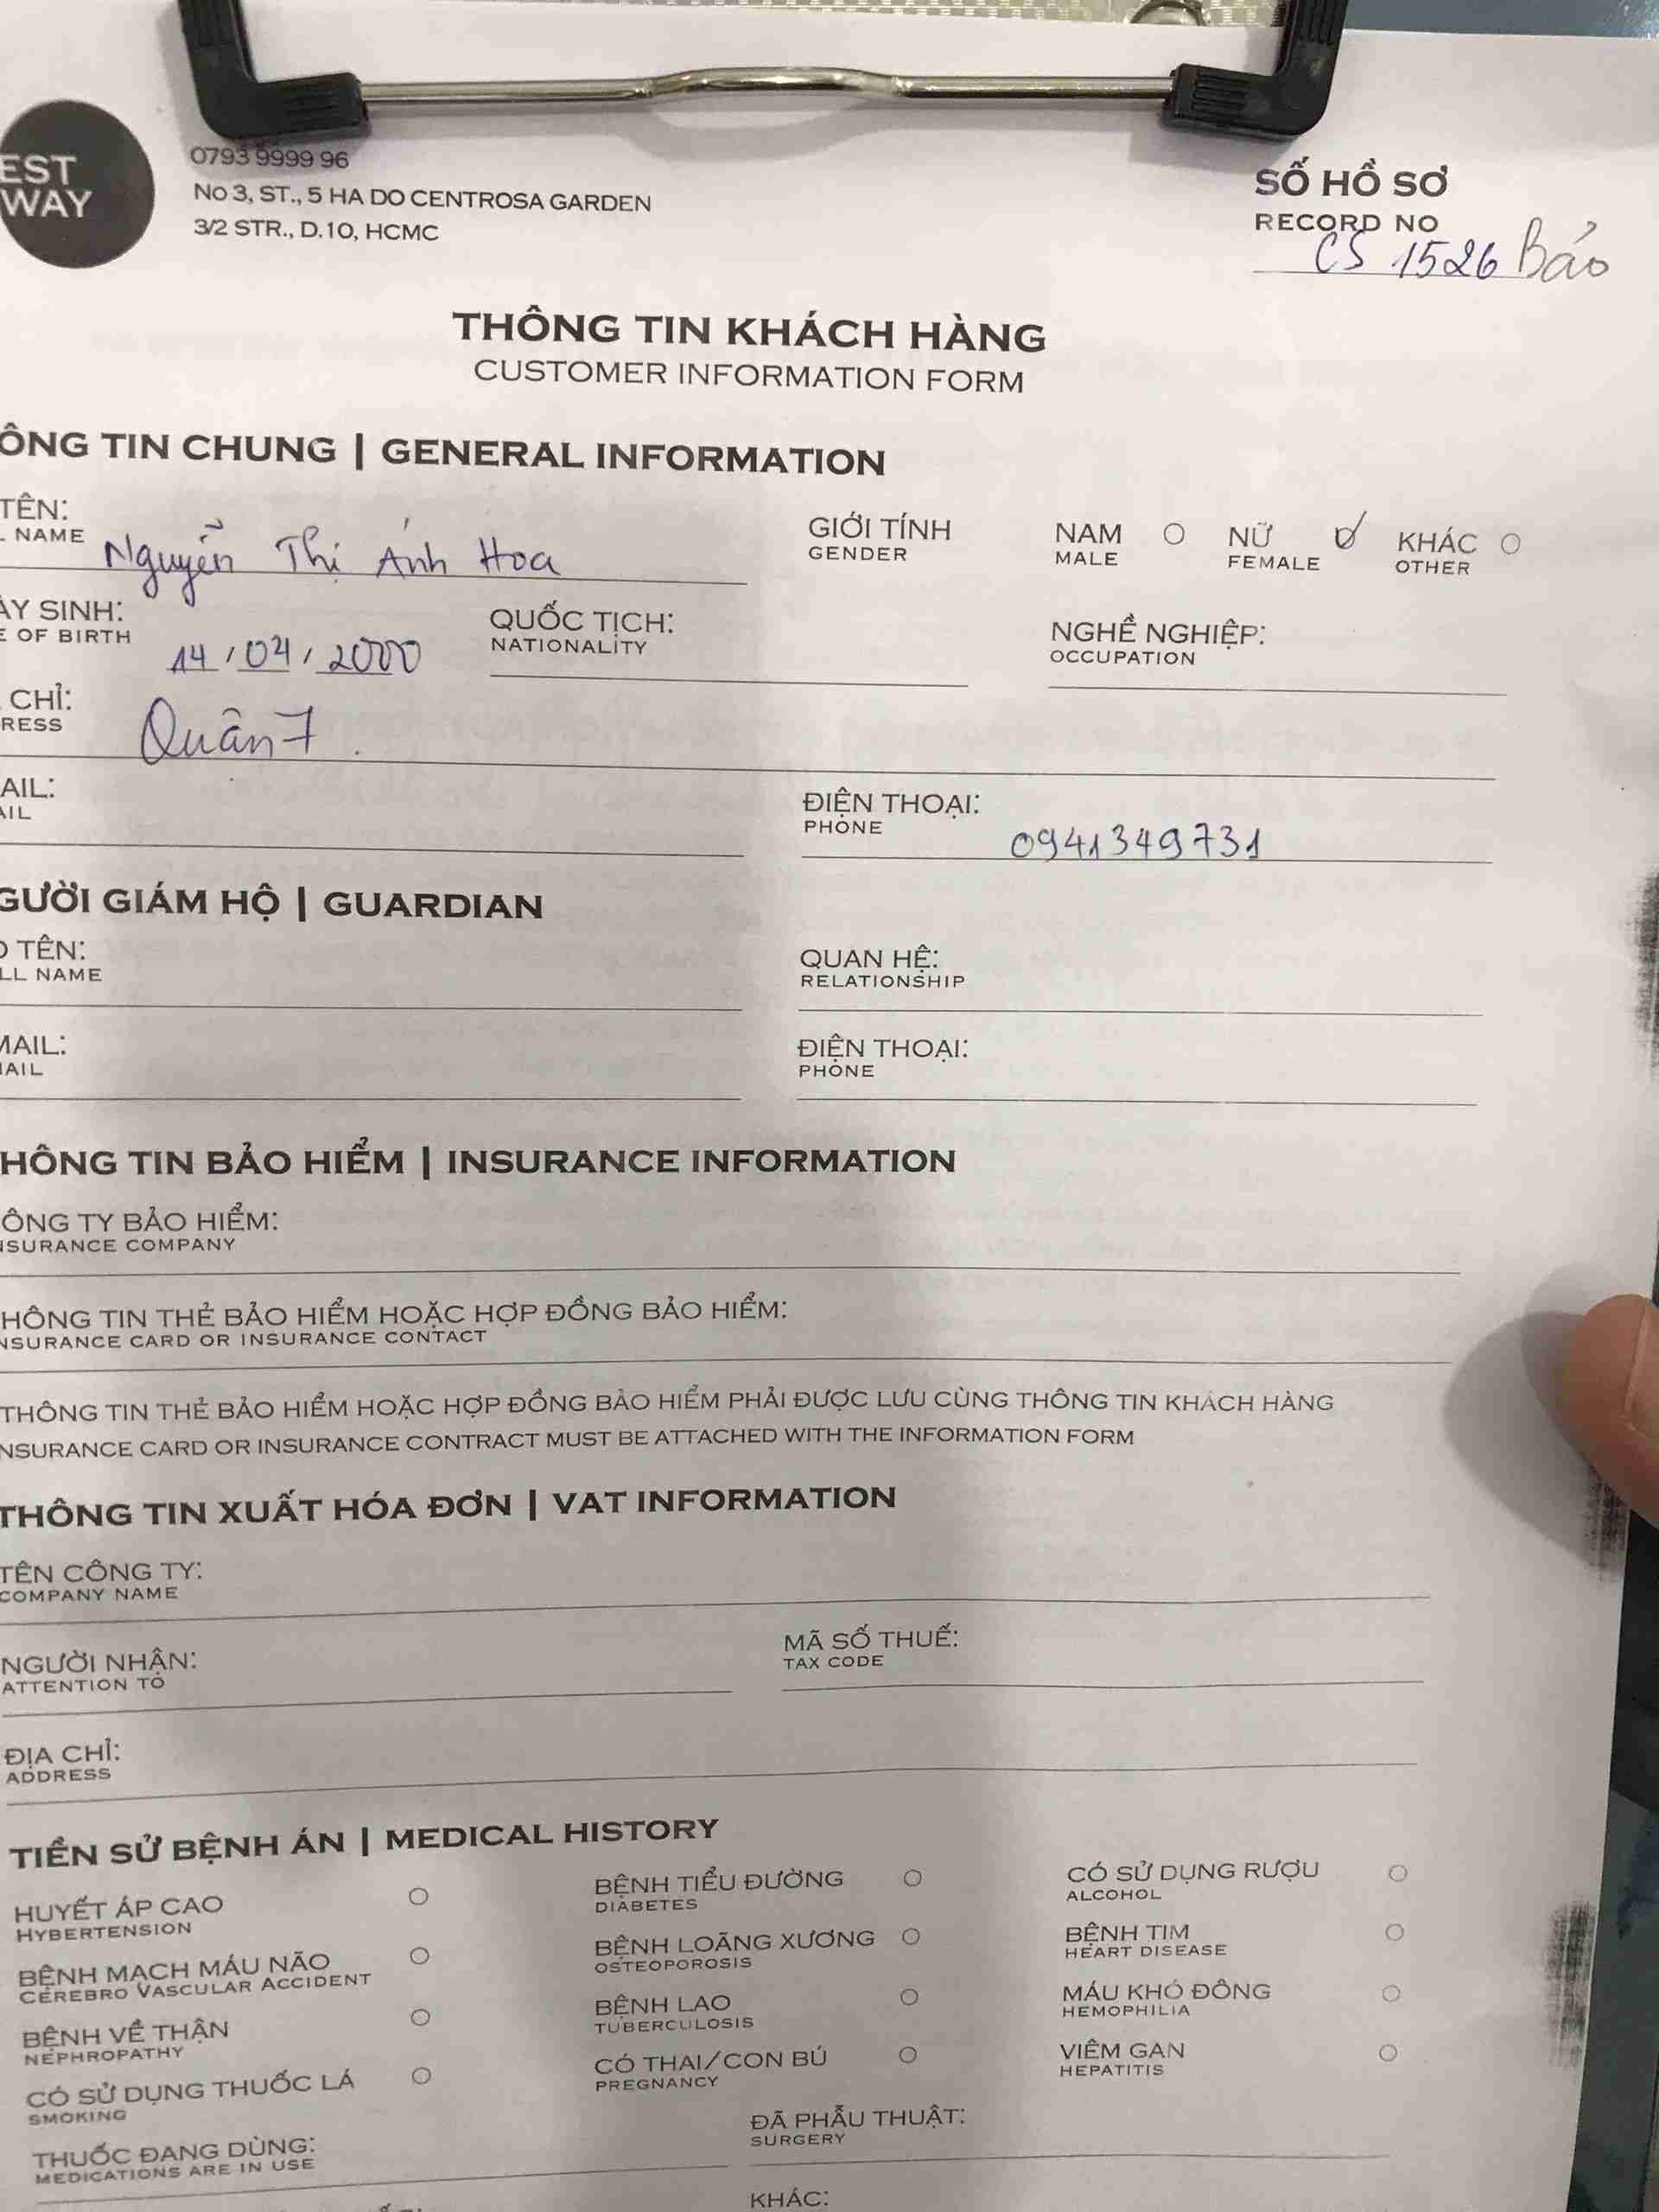 EST
WAY
0793 9999 96
No 3, ST., 5 HA DO CENTROSA GARDEN
3/2 STR., D.10, HCMC
SỐ HỒ SƠ
RECORD NO
CS 1526 Bảo
THÔNG TIN KHÁCH HÀNG
CUSTOMER INFORMATION FORM
ÔNG TIN CHUNG | GENERAL INFORMATION
TÊN: Nguyễn Thị Ánh Hoa
NAME
GIỚI TÍNH
GENDER
NAM
MALE
NỮ
FEMALE
KHÁC
OTHER
ÀY SINH: 14/04/2000
E OF BIRTH
QUỐC TỊCH:
NATIONALITY
NGHỀ NGHIỆP:
OCCUPATION
CHỈ: Quân 7.
RESS
AIL:
AIL
ĐIỆN THOẠI: 0941349731
PHONE
GƯỜI GIÁM HỘ | GUARDIAN
TÊN:
LL NAME
QUAN HỆ:
RELATIONSHIP
MAIL:
AIL
ĐIỆN THOẠI:
PHONE
HÔNG TIN BẢO HIỂM | INSURANCE INFORMATION
ÔNG TY BẢO HIỂM:
NSURANCE COMPANY
HÔNG TIN THẺ BẢO HIỂM HOẶC HỢP ĐỒNG BẢO HIỂM:
NSURANCE CARD OR INSURANCE CONTACT
THÔNG TIN THẺ BẢO HIỂM HOẶC HỢP ĐỒNG BẢO HIỂM PHẢI ĐƯỢC LƯU CÙNG THÔNG TIN KHÁCH HÀNG
NSURANCE CARD OR INSURANCE CONTRACT MUST BE ATTACHED WITH THE INFORMATION FORM
THÔNG TIN XUẤT HÓA ĐƠN | VAT INFORMATION
TÊN CÔNG TY:
COMPANY NAME
NGƯỜI NHẬN:
ATTENTION TO
MÃ SỐ THUẾ:
TAX CODE
ĐỊA CHỈ:
ADDRESS
TIỀN SỬ BỆNH ÁN | MEDICAL HISTORY
HUYẾT ÁP CAO
HYBERTENSION
BỆNH TIỂU ĐƯỜNG
DIABETES
CÓ SỬ DỤNG RƯỢU
ALCOHOL
BỆNH MẠCH MÁU NÃO
CEREBRO VASCULAR ACCIDENT
BỆNH LOÃNG XƯƠNG
OSTEOPOROSIS
BỆNH TIM
HEART DISEASE
BỆNH VỀ THẬN
NEPHROPATHY
BỆNH LAO
TUBERCULOSIS
MÁU KHÓ ĐÔNG
HEMOPHILIA
CÓ SỬ DỤNG THUỐC LÁ
SMOKING
CÓ THAI/CON BÚ
PREGNANCY
VIÊM GAN
HEPATITIS
THUỐC ĐANG DÙNG:
MEDICATIONS ARE IN USE
ĐÃ PHẪU THUẬT:
SURGERY
KHÁC: